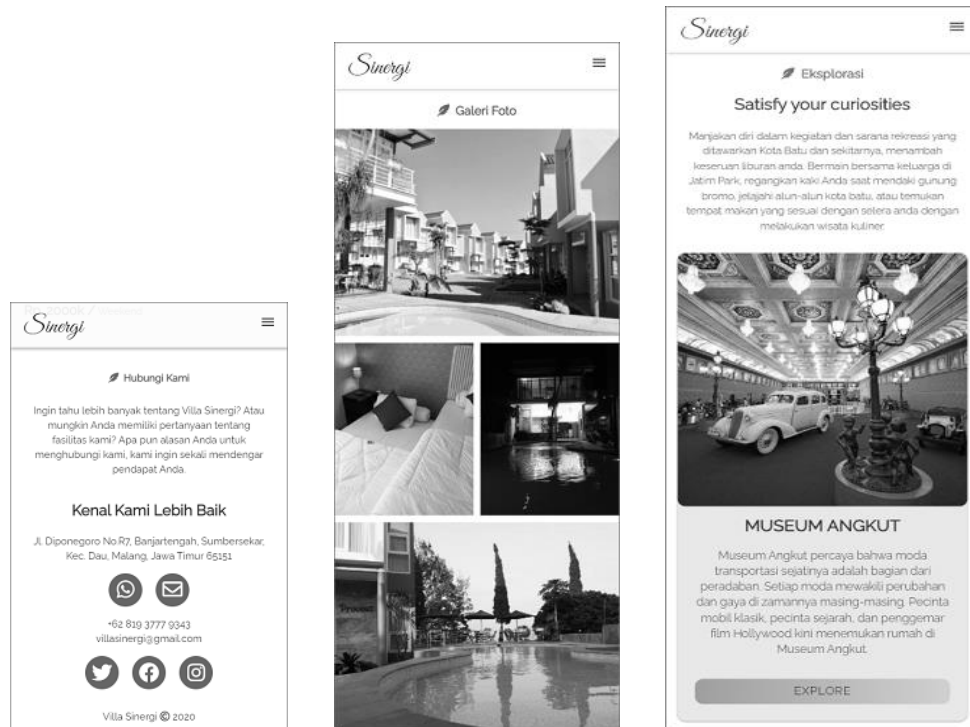 Rp. 2000k / Weekend
Sinergi
Hubungi Kami
Ingin tahu lebih banyak tentang Villa Sinergi? Atau
mungkin Anda memiliki pertanyaan tentang
fasilitas kami? Apa pun alasan Anda untuk
menghubungi kami, kami ingin sekali mendengar
pendapat Anda.
Kenal Kami Lebih Baik
Jl. Diponegoro No.R7, Banjartengah, Sumbersekar,
Kec. Dau, Malang, Jawa Timur 65151
+62 819 3777 9343
villasinergi@gmail.com
Villa Sinergi © 2020
Sinergi
Galeri Foto
Sinergi
Eksplorasi
Satisfy your curiosities
Manjakan diri dalam kegiatan dan sarana rekreasi yang
ditawarkan Kota Batu dan sekitarnya, menambah
keseruan liburan anda. Bermain bersama keluarga di
Jatim Park, regangkan kaki Anda saat mendaki gunung
bromo, jelajahi alun-alun kota batu, atau temukan
tempat makan yang sesuai dengan selera anda dengan
melakukan wisata kuliner.
MUSEUM ANGKUT
Museum Angkut percaya bahwa moda
transportasi sejatinya adalah bagian dari
peradaban. Setiap moda mewakili perubahan
dan gaya di zamannya masing-masing. Pecinta
mobil klasik, pecinta sejarah, dan penggemar
film Hollywood kini menemukan rumah di
Museum Angkut.
EXPLORE